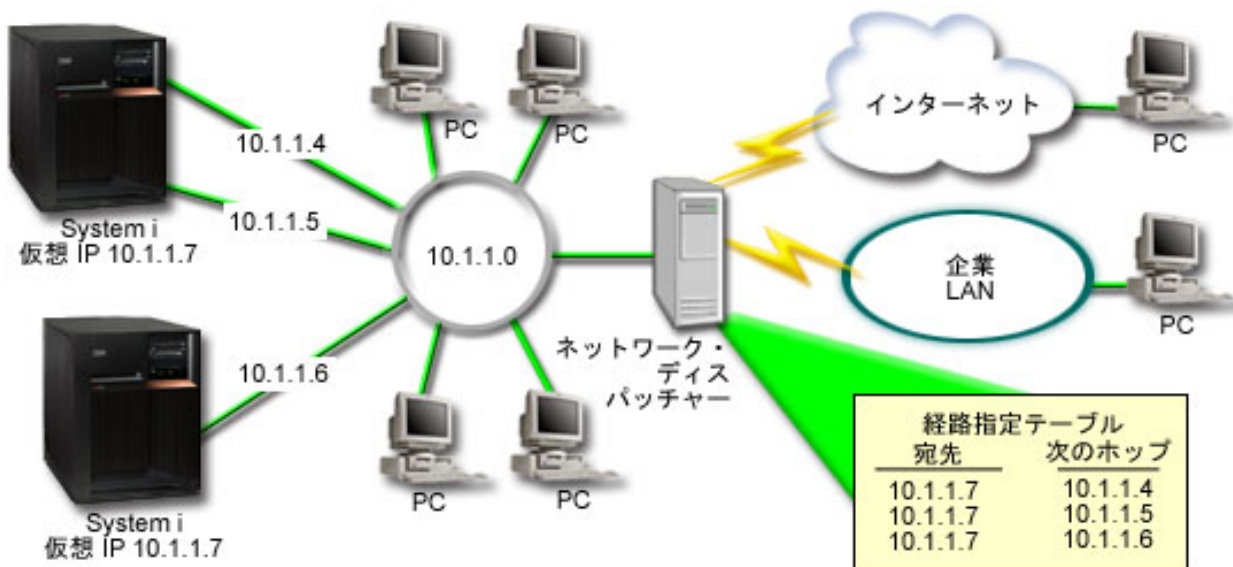 PC
PC
インターネット
PC
10.1.1.4
System i
仮想 IP 10.1.1.7
10.1.1.5
10.1.1.0
企業
LAN
PC
ネットワーク・
ディス
パッチャー
10.1.1.6
PC
PC
System i
仮想 IP 10.1.1.7
経路指定テーブル
宛先 次のホップ
10.1.1.7 10.1.1.4
10.1.1.7 10.1.1.5
10.1.1.7 10.1.1.6